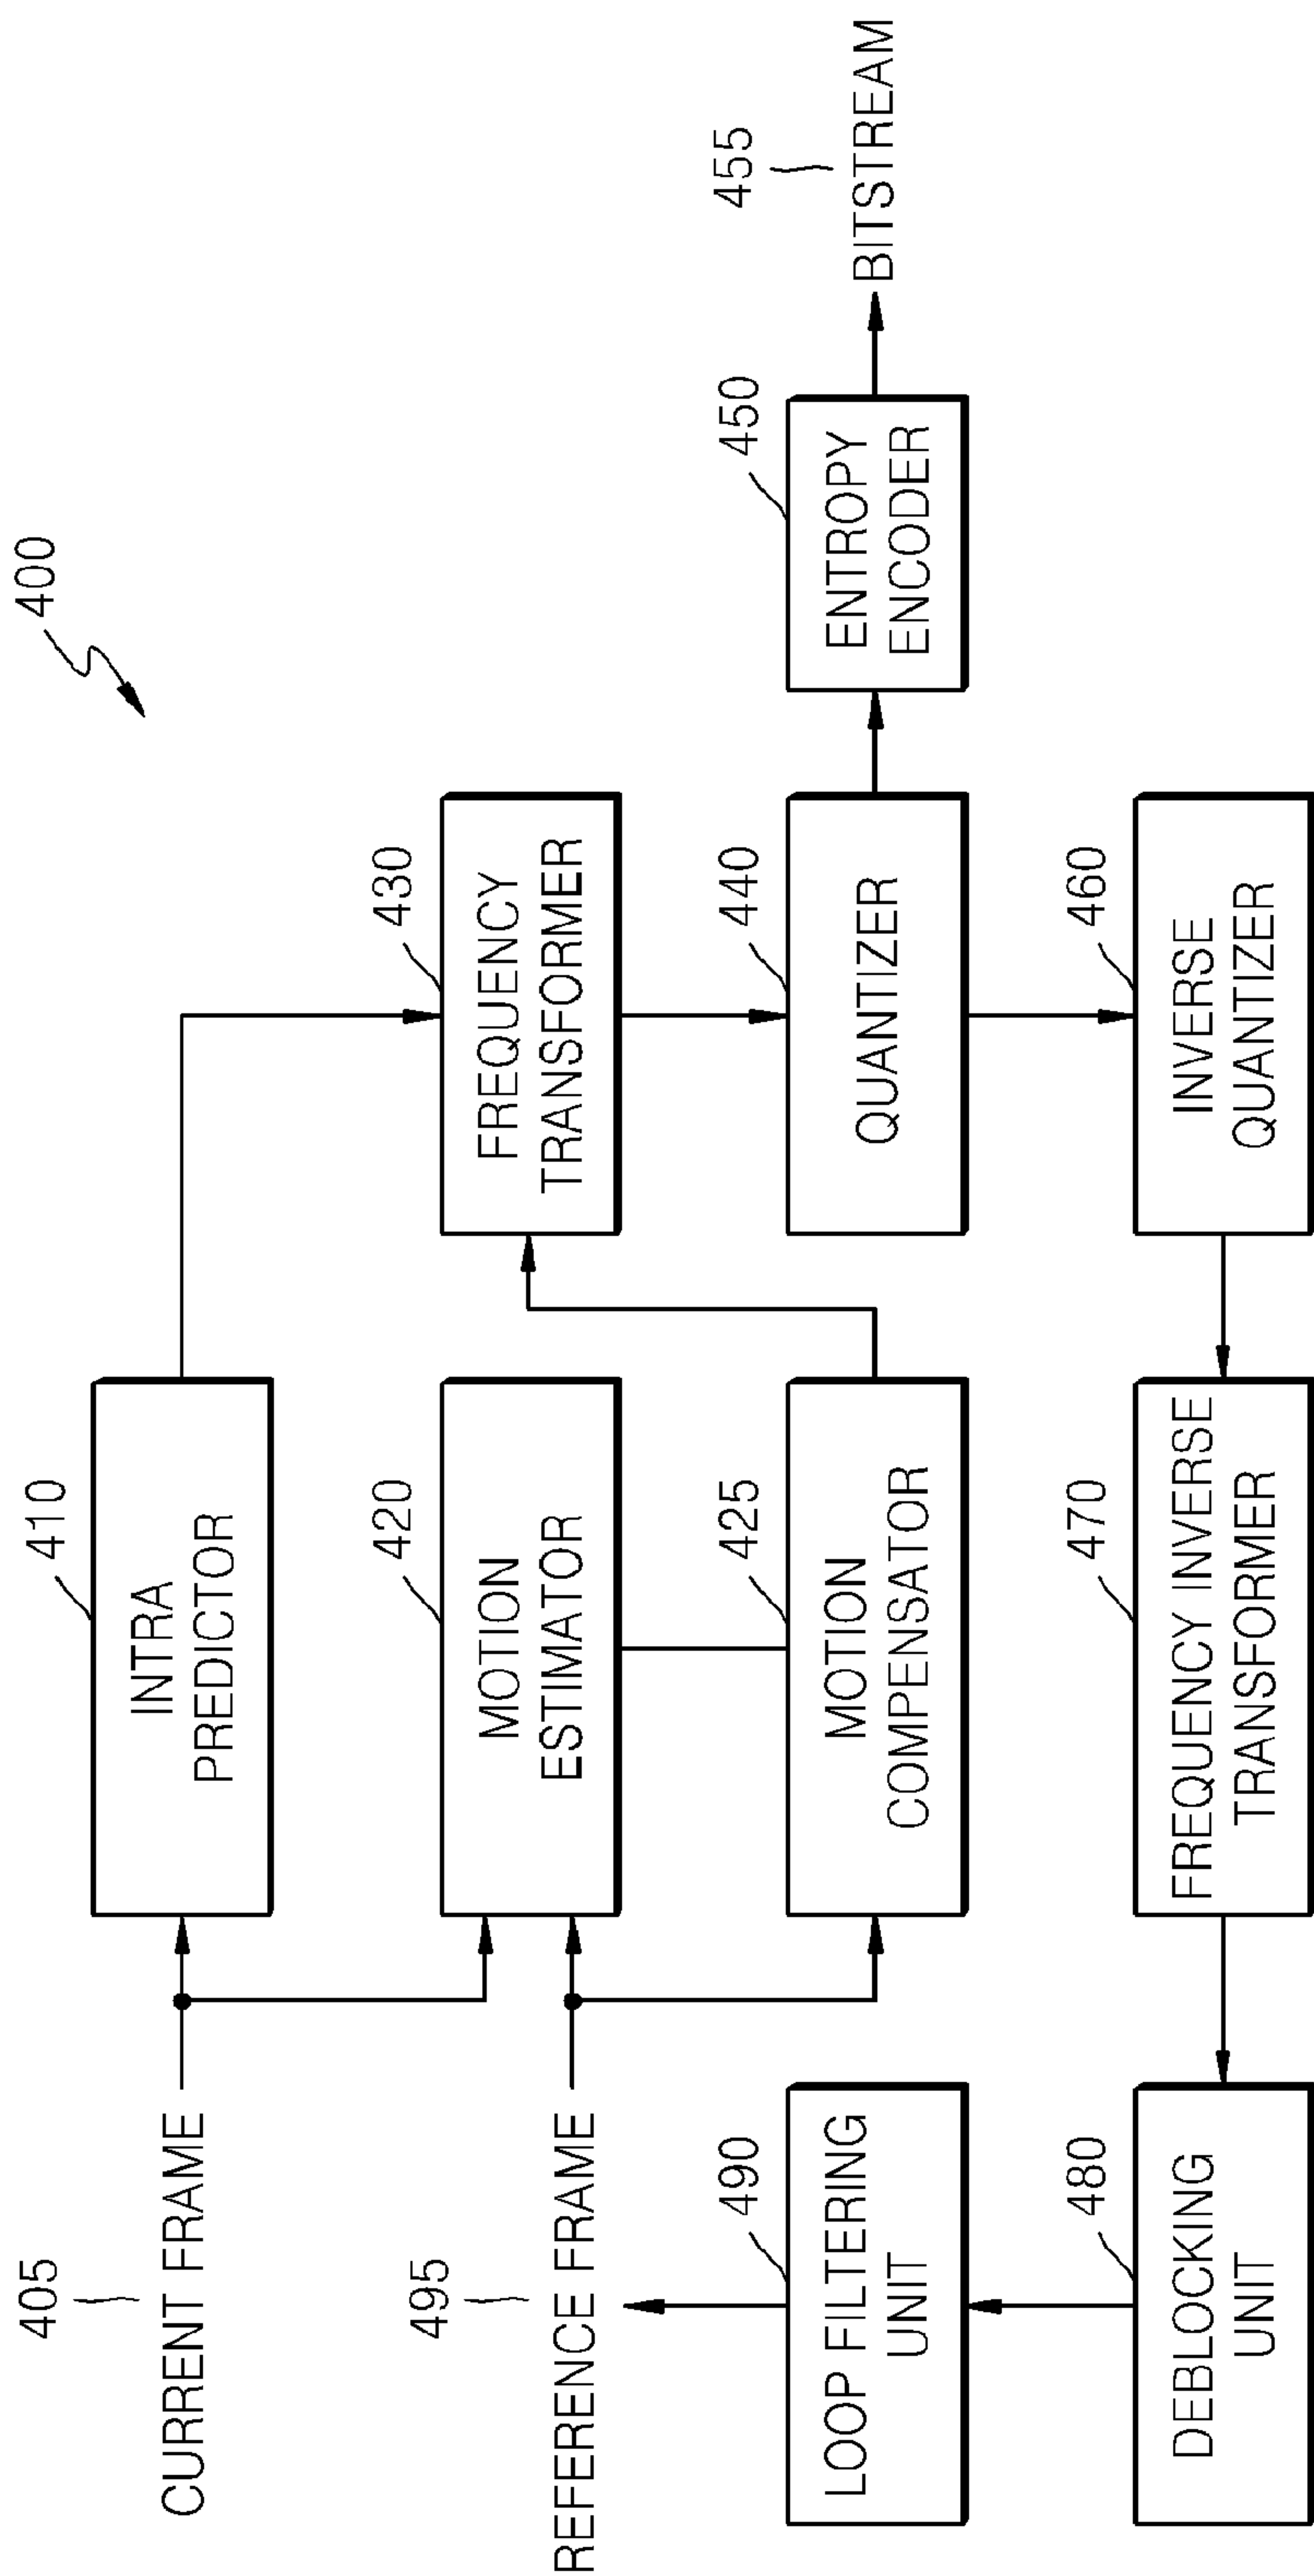 400
405
CURRENT FRAME
410
INTRA
PREDICTOR
495
REFERENCE FRAME
420
MOTION
ESTIMATOR
430
FREQUENCY
TRANSFORMER
490
LOOP FILTERING
UNIT
425
MOTION
COMPENSATOR
440
QUANTIZER
450
ENTROPY
ENCODER
455
BITSTREAM
480
DEBLOCKING
UNIT
470
FREQUENCY INVERSE
TRANSFORMER
460
INVERSE
QUANTIZER